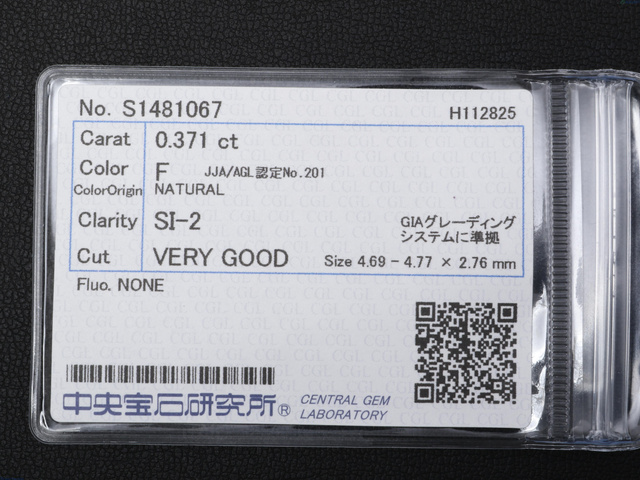 No. S1481067 H112825
Carat 0.371 ct
Color F JJA/AGL認定No.201
ColorOrigin NATURAL
Clarity SI-2 GIAグレーディング
システムに準拠
Cut VERY GOOD Size 4.69 - 4.77 × 2.76 mm
Fluo. NONE
中央宝石研究所® CENTRAL GEM
LABORATORY